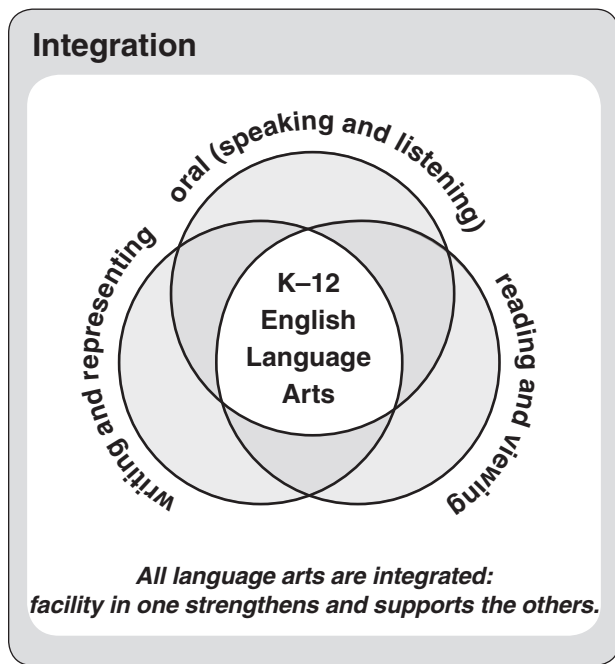 Integration
oral (speaking and listening)
writing and representing
reading and viewing
K–12
English
Language
Arts
All language arts are integrated:
facility in one strengthens and supports the others.